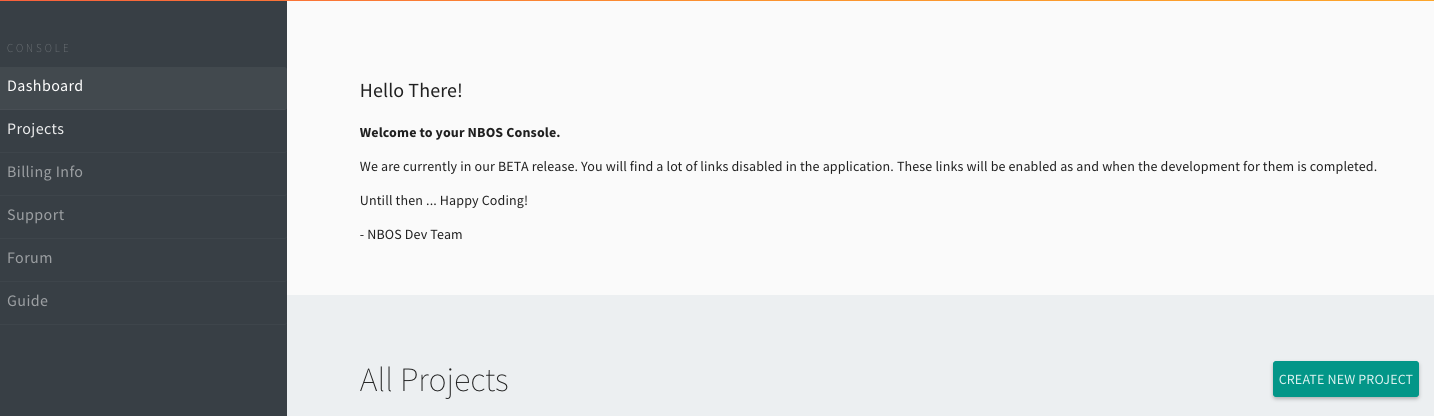 CONSOLE
Dashboard
Projects
Billing Info
Support
Forum
Guide
Hello There!
Welcome to your NBOS Console.
We are currently in our BETA release. You will find a lot of links disabled in the application. These links will be enabled as and when the development for them is completed.
Untill then ... Happy Coding!
- NBOS Dev Team
All Projects
CREATE NEW PROJECT